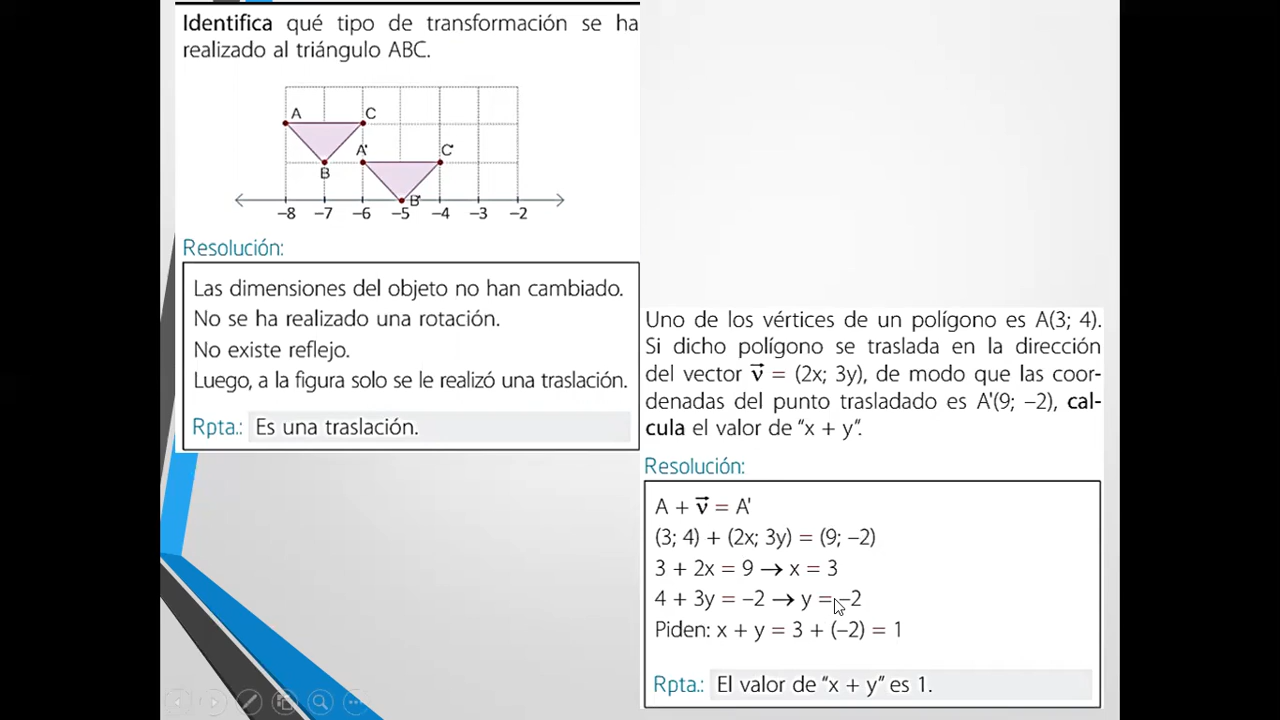 Identifica qué tipo de transformación se ha
realizado al triángulo ABC.
A C
A' C'
B
B'
–8 –7 –6 –5 –4 –3 –2
Resolución:
Las dimensiones del objeto no han cambiado.
No se ha realizado una rotación.
No existe reflejo.
Luego, a la figura solo se le realizó una traslación.
Rpta.: Es una traslación.
Uno de los vértices de un polígono es A(3; 4).
Si dicho polígono se traslada en la dirección
del vector v⃗ = (2x; 3y), de modo que las coor-
denadas del punto trasladado es A'(9; –2), cal-
cula el valor de “x + y”.
Resolución:
A + v⃗ = A'
(3; 4) + (2x; 3y) = (9; –2)
3 + 2x = 9 → x = 3
4 + 3y = –2 → y = –2
Piden: x + y = 3 + (–2) = 1
Rpta.: El valor de “x + y” es 1.